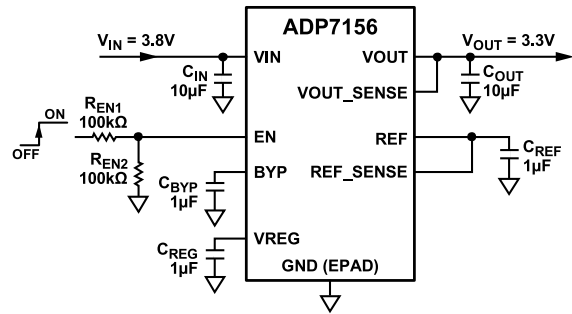 ADP7156
V_IN = 3.8V
VIN
VOUT
V_OUT = 3.3V
C_IN
10µF
VOUT_SENSE
C_OUT
10µF
ON
OFF
R_EN1
100kΩ
EN
REF
R_EN2
100kΩ
C_BYP
1µF
BYP
REF_SENSE
C_REF
1µF
C_REG
1µF
VREG
GND (EPAD)